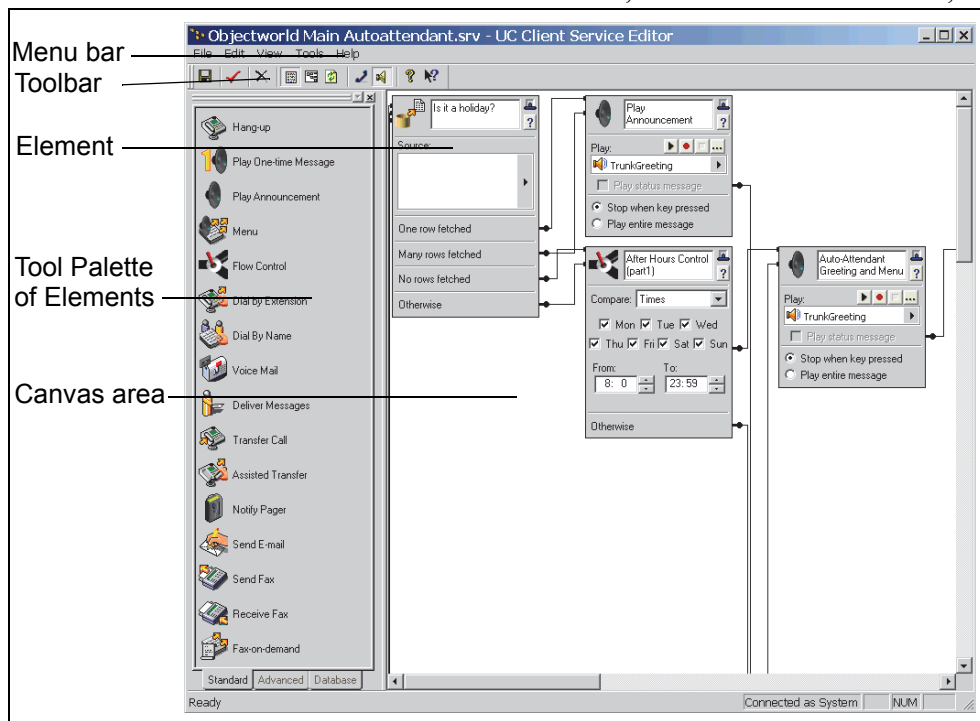 Objectworld Main Autoattendant.srv - UC Client Service Editor
Menu bar
File Edit View Tools Help
Toolbar
Element
Tool Palette
of Elements
Canvas area
Hang-up
Play One-time Message
Play Announcement
Menu
Flow Control
Dial by Extension
Dial By Name
Voice Mail
Deliver Messages
Transfer Call
Assisted Transfer
Notify Pager
Send E-mail
Send Fax
Receive Fax
Fax-on-demand
Standard Advanced Database
Is it a holiday?
Source:
One row fetched
Many rows fetched
No rows fetched
Otherwise
Play
Announcement
Play:
TrunkGreeting
Play status message
Stop when key pressed
Play entire message
After Hours Control
(part1)
Compare: Times
Mon Tue Wed
Thu Fri Sat Sun
From: To:
8: 0 23: 59
Otherwise
Auto-Attendant
Greeting and Menu
Play:
TrunkGreeting
Play status message
Stop when key pressed
Play entire message
Ready Connected as System NUM